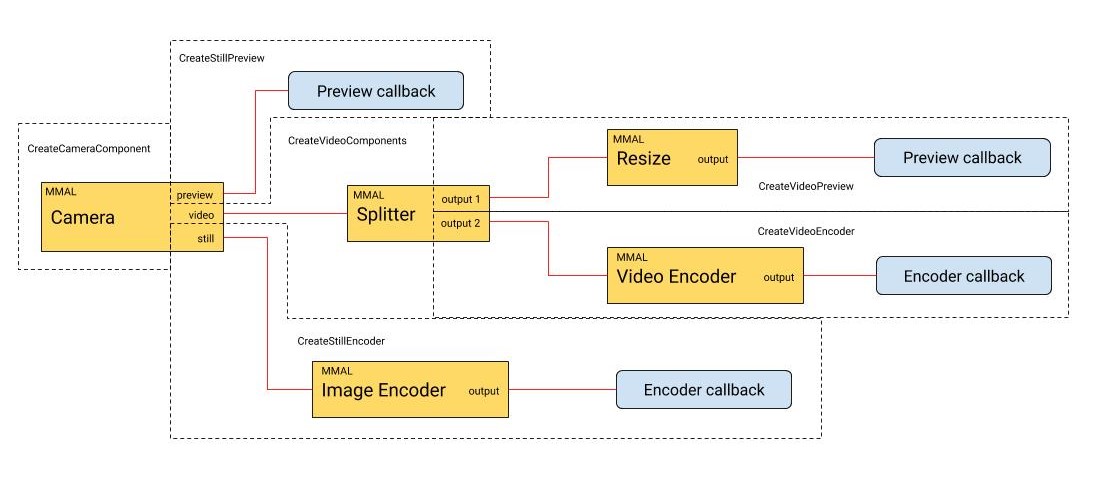 CreateStillPreview
Preview callback
CreateCameraComponent
MMAL
Camera
preview
video
still
CreateVideoComponents
MMAL
Splitter
output 1
output 2
MMAL
Resize
output
Preview callback
CreateVideoPreview
CreateVideoEncoder
MMAL
Video Encoder
output
Encoder callback
CreateStillEncoder
MMAL
Image Encoder
output
Encoder callback